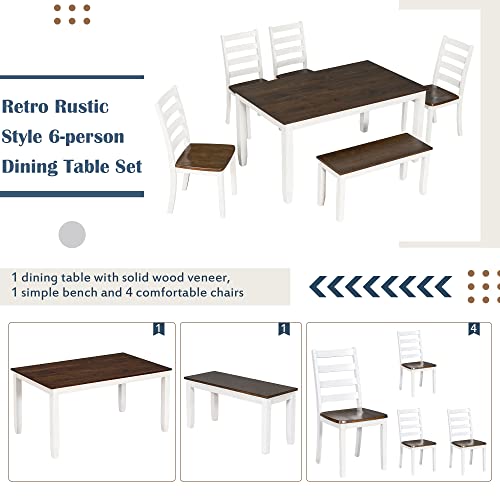 Retro Rustic
Style 6-person
Dining Table Set
1 dining table with solid wood veneer,
1 simple bench and 4 comfortable chairs
1
1
4